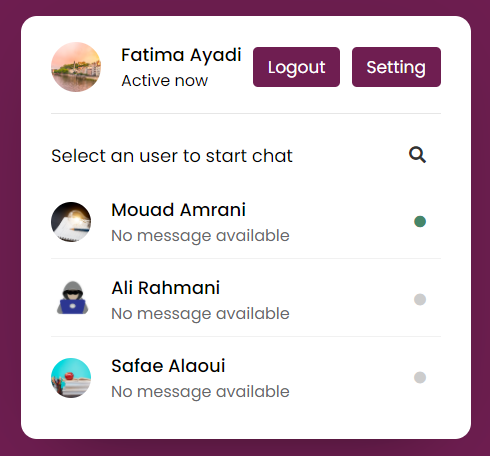 Fatima Ayadi
Active now
Logout
Setting
Select an user to start chat
Mouad Amrani
No message available
Ali Rahmani
No message available
Safae Alaoui
No message available